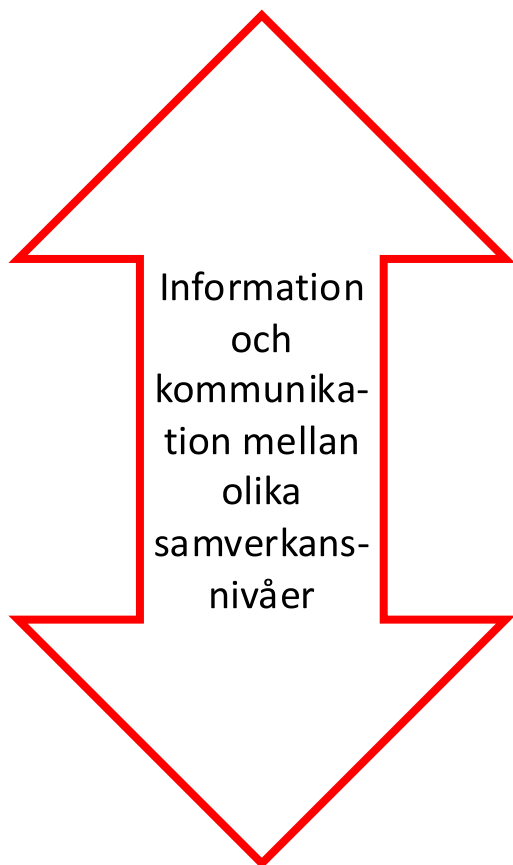 Information
och
kommunika-
tion mellan
olika
samverkans-
nivåer